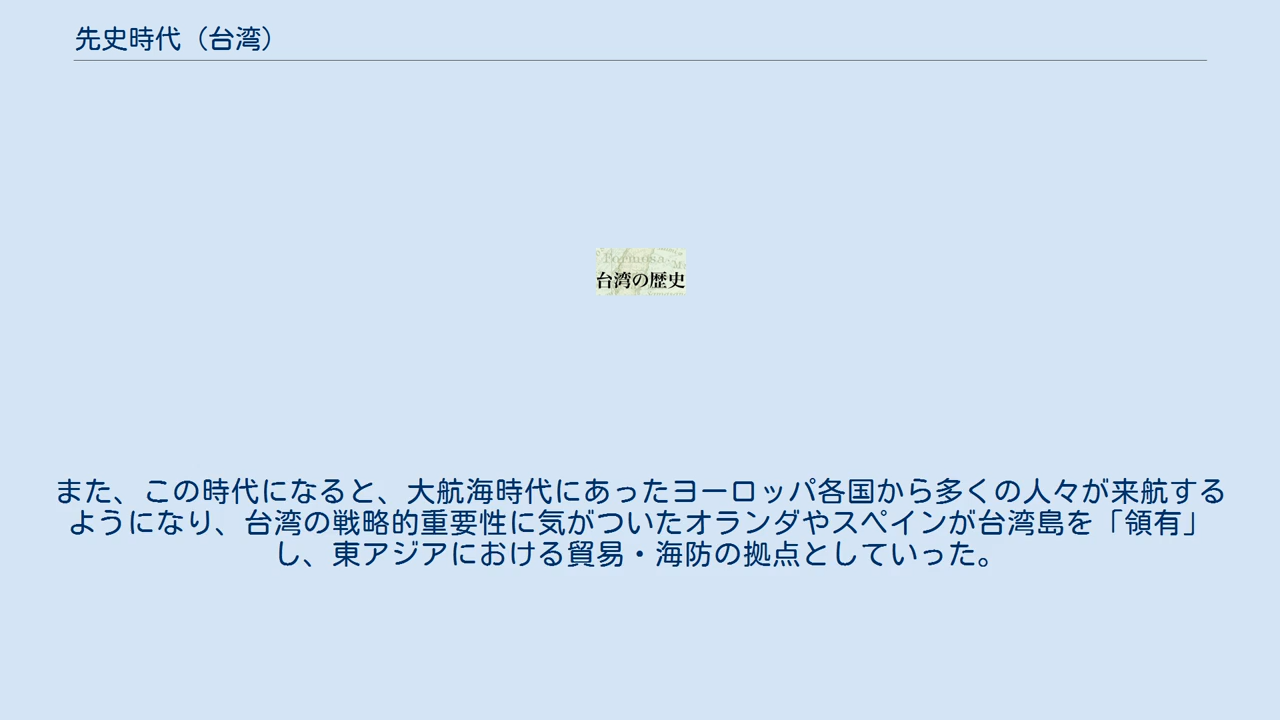 先史時代（台湾）
Formosa
台湾の歴史
また、この時代になると、大航海時代にあったヨーロッパ各国から多くの人々が来航する
ようになり、台湾の戦略的重要性に気がついたオランダやスペインが台湾島を「領有」
し、東アジアにおける貿易・海防の拠点としていった。